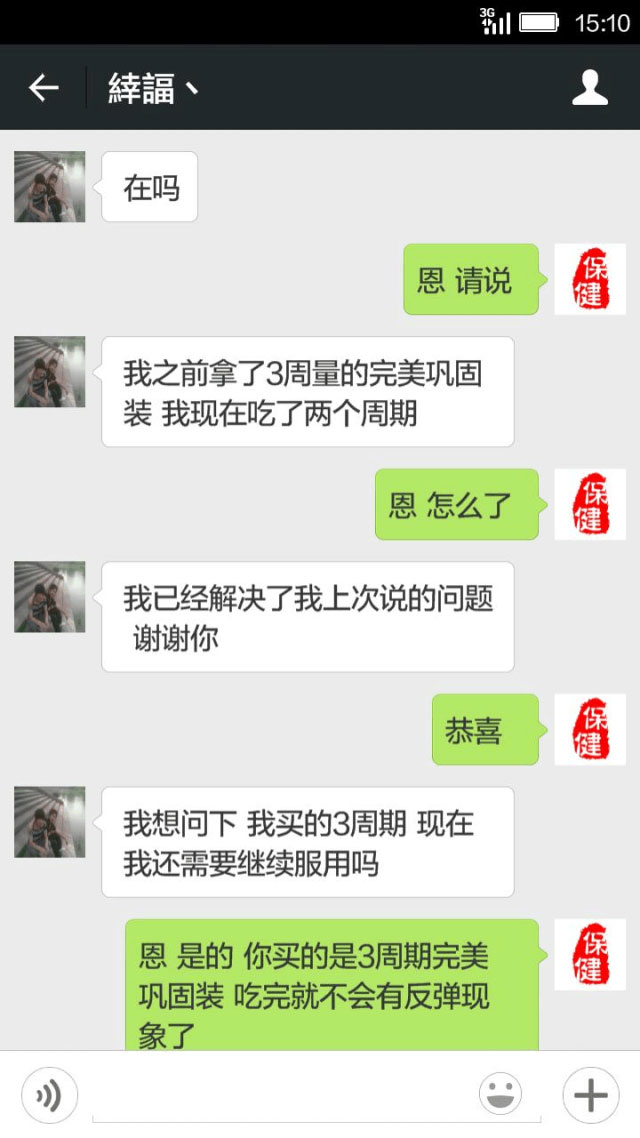 3G 15:10
緈諨、
在吗
恩 请说
保健
我之前拿了3周量的完美巩固
装 我现在吃了两个周期
恩 怎么了
保健
我已经解决了我上次说的问题
谢谢你
恭喜
保健
我想问下 我买的3周期 现在
我还需要继续服用吗
恩 是的 你买的是3周期完美
巩固装 吃完就不会有反弹现
象了
保健